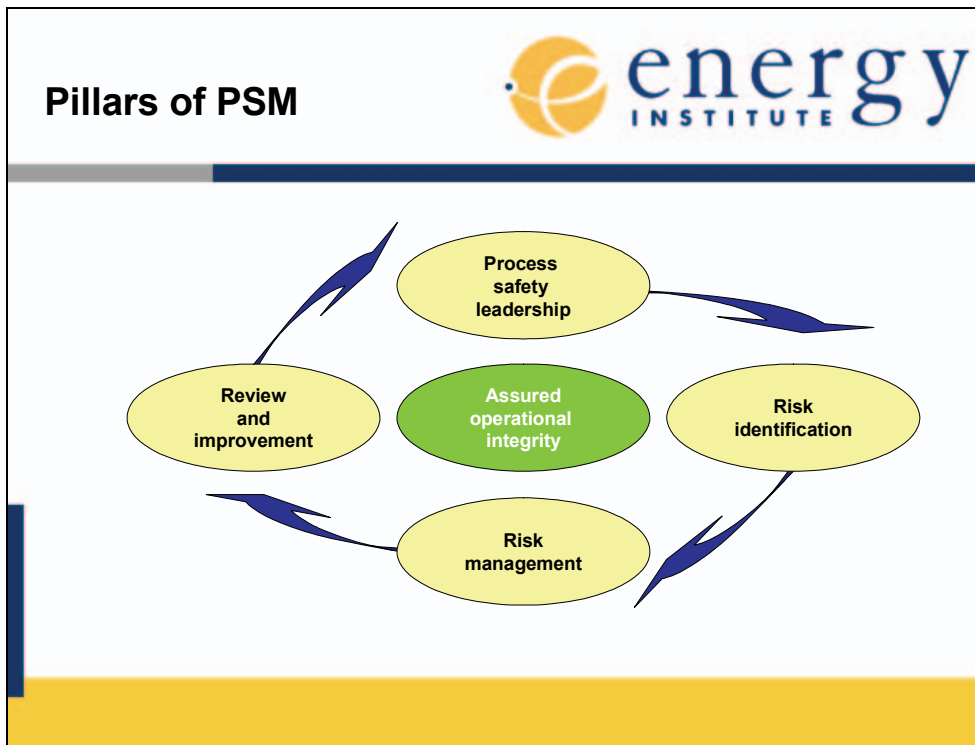 Pillars of PSM
energy
INSTITUTE
Process
safety
leadership
Review
and
improvement
Assured
operational
integrity
Risk
identification
Risk
management